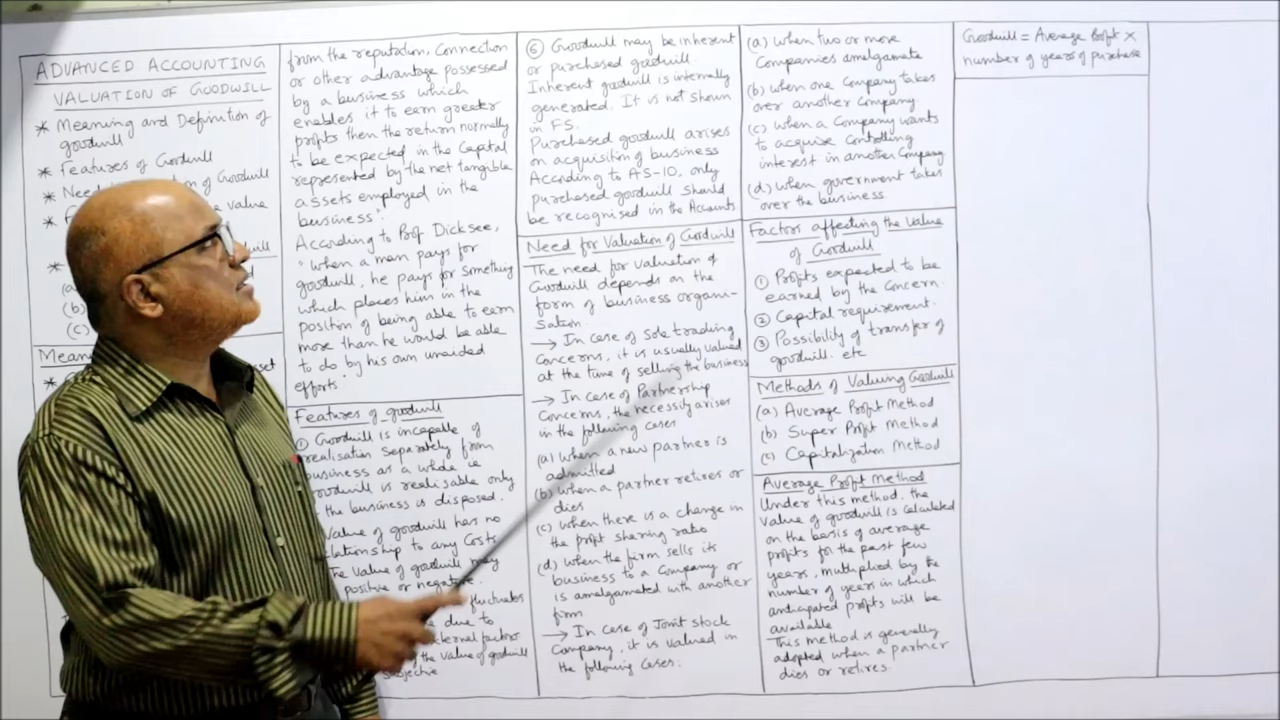 ADVANCED ACCOUNTING
VALUATION OF GOODWILL
* Meaning and Definition of
goodwill
* Features of Goodwill
* Need of Goodwill
* value
*
(a)
(b)
(c)
Mean
*
from the reputation, Connection
or other advantage possessed
by a business which
enables it to earn greater
profits then the return normally
to be expected in the Capital
represented by the net tangible
assets employed in the
business"
According to Prof Dicksee,
"when a man pays for
goodwill, he pays for something
which places him in the
position of being able to earn
more than he would be able
to do by his own unaided
efforts"
Features of goodwill
① Goodwill is incapable of
realisation separately from
business as a whole ie
goodwill is realisable only
the business is disposed.
Value of goodwill has no
relationship to any Costs
The value of goodwill may
positive or negative.
fluctuates
due to
factors
the value of goodwill
subjective
⑥ Goodwill may be inherent
or purchased goodwill.
Inherent goodwill is internally
generated. It is not shown
in FS.
Purchased goodwill arises
on acquisition of business
According to AS-10, only
purchased goodwill should
be recognised in the Accounts
Need for Valuation of Goodwill
The need for valuation of
Goodwill depends on the
form of business organi-
sation.
→ In case of Sole trading
Concerns, it is usually valued
at the time of selling the business
→ In case of Partnership
Concerns, the necessity arises
in the following cases
(a) when a new partner is
admitted
(b) when a partner retires or
dies
(c) when there is a change in
the profit sharing ratio
(d) when the firm sells its
business to a Company or
is amalgamated with another
firm
→ In case of Joint stock
Company, it is valued in
the following cases.
(a) when two or more
Companies amalgamate
(b) when one Company takes
over another Company
(c) when a Company wants
to acquire Controlling
interest in another Company
(d) when government takes
over the business
Factors affecting the value
of Goodwill
① Profits expected to be
earned by the Concern.
② Capital requirement.
③ Possibility of transfer of
goodwill. etc
Methods of Valuing Goodwill
(a) Average Profit Method
(b) Super Profit Method
(c) Capitalization Method
Average Profit Method
Under this method, the
value of goodwill is calculated
on the basis of average
profits for the past few
years, multiplied by the
number of years in which
anticipated profits will be
available
This method is generally
adopted when a partner
dies or retires.
Goodwill = Average Profit ×
number of years of purchase